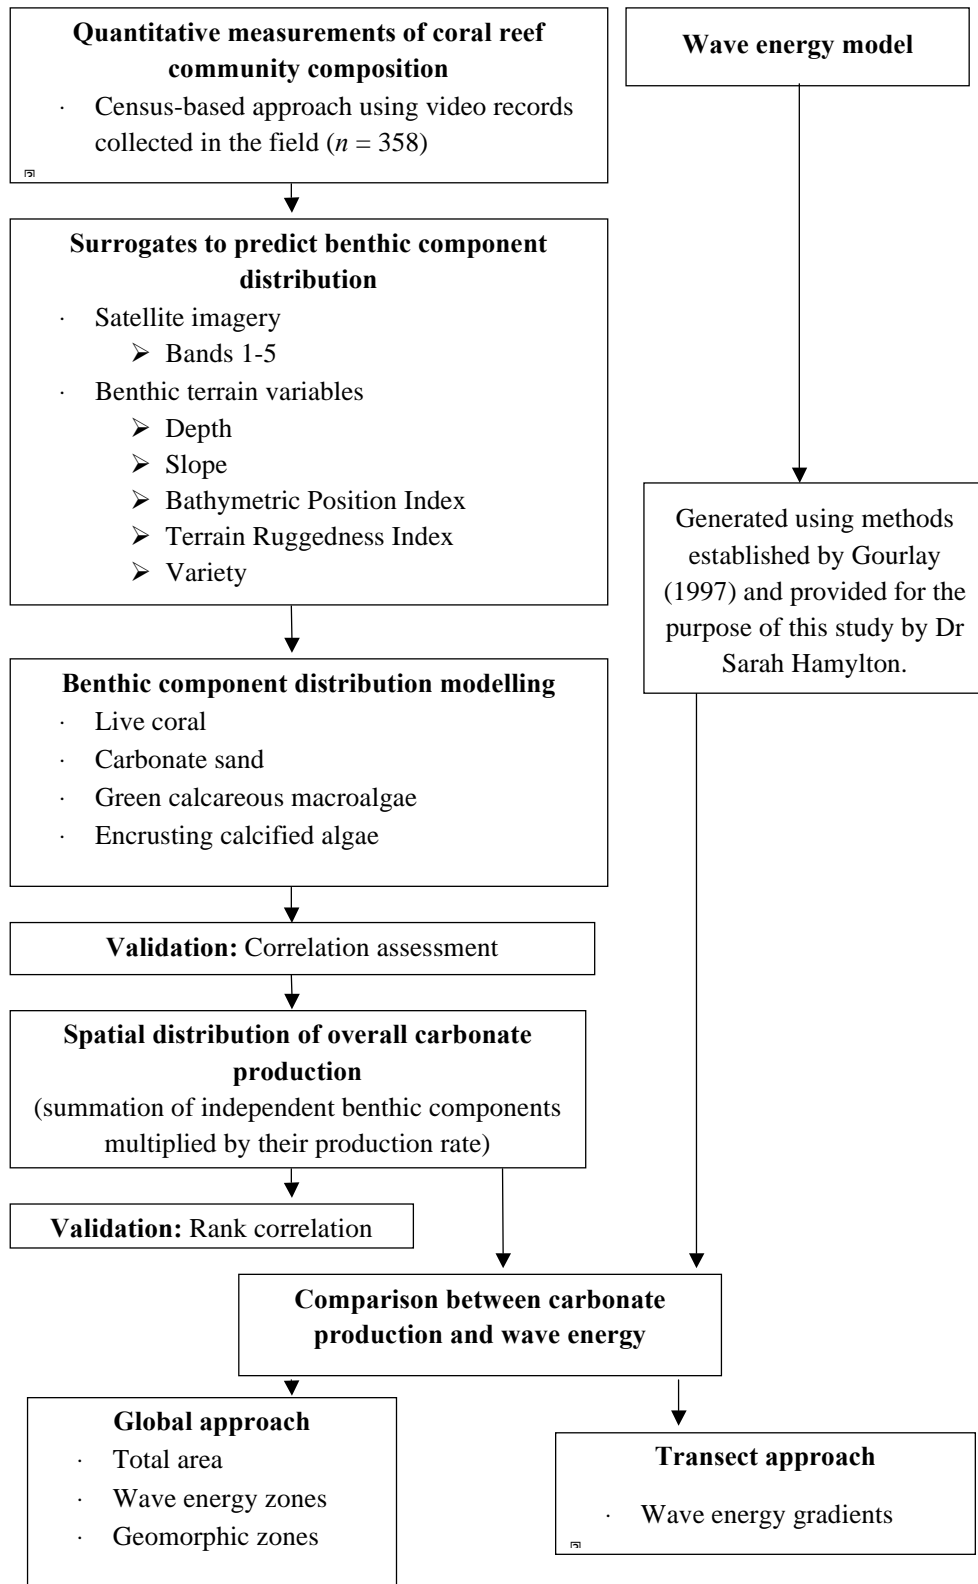 Quantitative measurements of coral reef
community composition
· Census-based approach using video records
collected in the field (n = 358)
Surrogates to predict benthic component
distribution
· Satellite imagery
➢ Bands 1-5
· Benthic terrain variables
➢ Depth
➢ Slope
➢ Bathymetric Position Index
➢ Terrain Ruggedness Index
➢ Variety
Benthic component distribution modelling
· Live coral
· Carbonate sand
· Green calcareous macroalgae
· Encrusting calcified algae
Validation: Correlation assessment
Spatial distribution of overall carbonate
production
(summation of independent benthic components
multiplied by their production rate)
Validation: Rank correlation
Wave energy model
Generated using methods
established by Gourlay
(1997) and provided for the
purpose of this study by Dr
Sarah Hamylton.
Comparison between carbonate
production and wave energy
Global approach
· Total area
· Wave energy zones
· Geomorphic zones
Transect approach
· Wave energy gradients